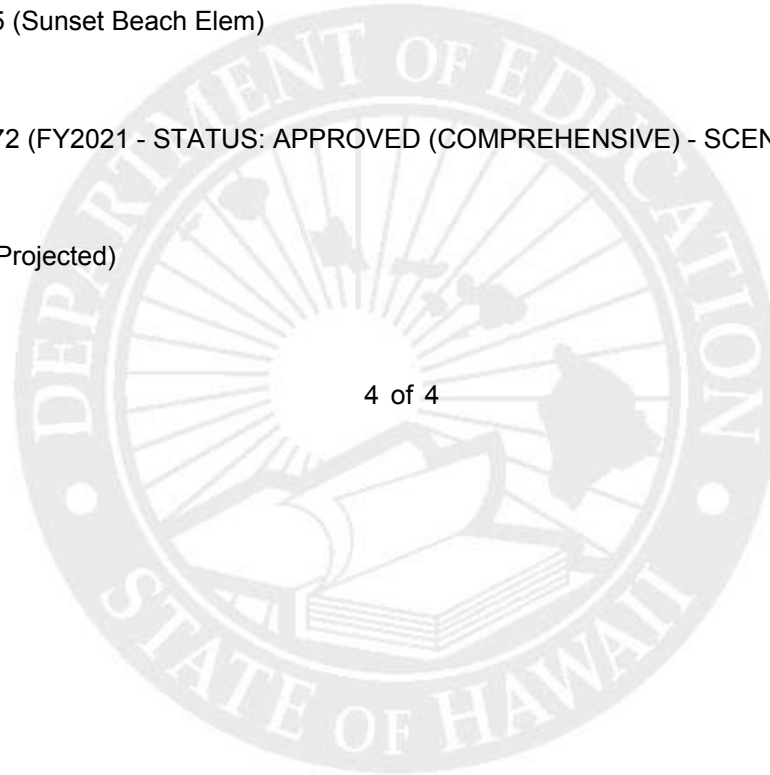 5 (Sunset Beach Elem)
72 (FY2021 - STATUS: APPROVED (COMPREHENSIVE) - SCEN
Projected)
4 of 4
DEPARTMENT OF EDUCATION
STATE OF HAWAII